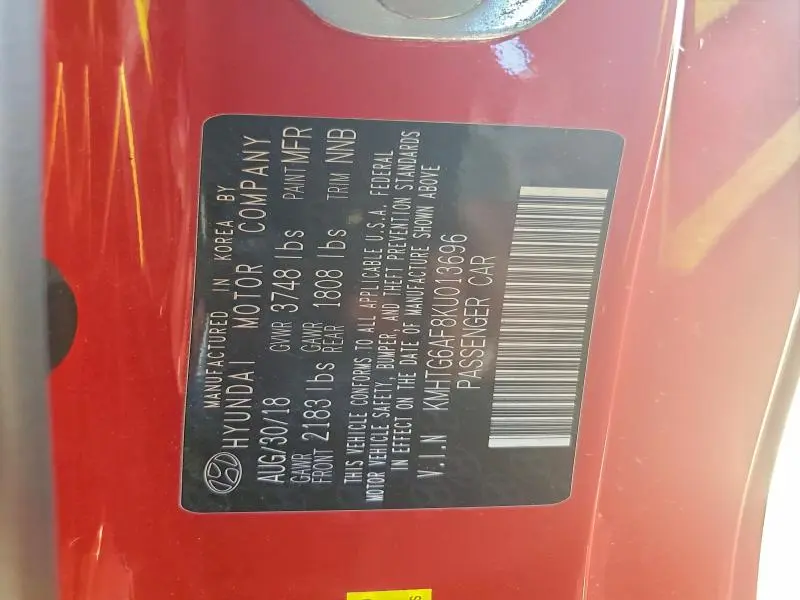 MANUFACTURED IN KOREA BY
HYUNDAI MOTOR COMPANY
AUG/30/18 GVWR 3748 lbs PAINT MFR
GAWR FRONT 2183 lbs GAWR REAR 1808 lbs TRIM NNB
THIS VEHICLE CONFORMS TO ALL APPLICABLE U.S.A. FEDERAL
MOTOR VEHICLE SAFETY, BUMPER, AND THEFT PREVENTION STANDARDS
IN EFFECT ON THE DATE OF MANUFACTURE SHOWN ABOVE
V.I.N KMHTG6AF8KU013696
PASSENGER CAR